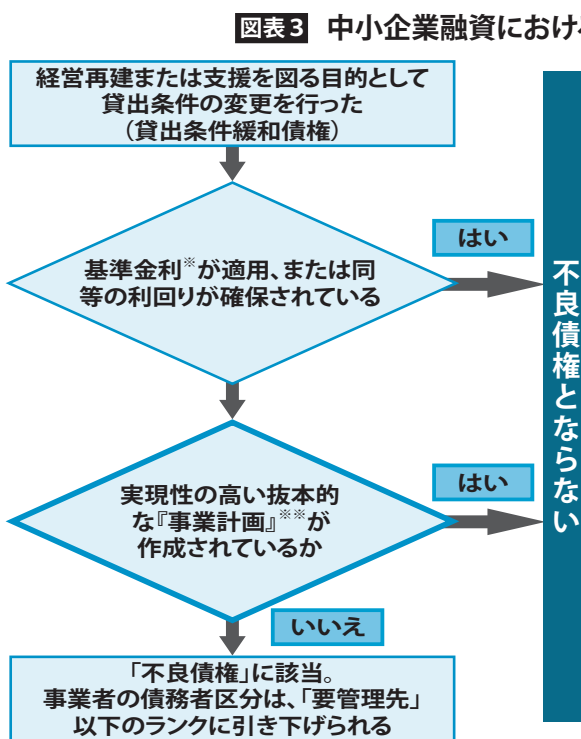 図表3 中小企業融資における
経営再建または支援を図る目的として
貸出条件の変更を行った
（貸出条件緩和債権）
はい
基準金利※が適用、または同
等の利回りが確保されている
不良債権とならない
はい
実現性の高い抜本的
な『事業計画』※※が
作成されているか
いいえ
「不良債権」に該当。
事業者の債務者区分は、「要管理先」
以下のランクに引き下げられる